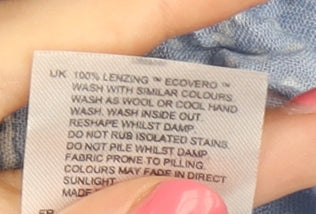 UK 100% LENZING ™ ECOVERO ™
WASH WITH SIMILAR COLOURS
WASH AS WOOL OR COOL HAND
WASH. WASH INSIDE OUT.
RESHAPE WHILST DAMP.
DO NOT RUB ISOLATED STAINS.
DO NOT PILE WHILST DAMP.
FABRIC PRONE TO PILLING.
COLOURS MAY FADE IN DIRECT
SUNLIGHT
MADE
FR